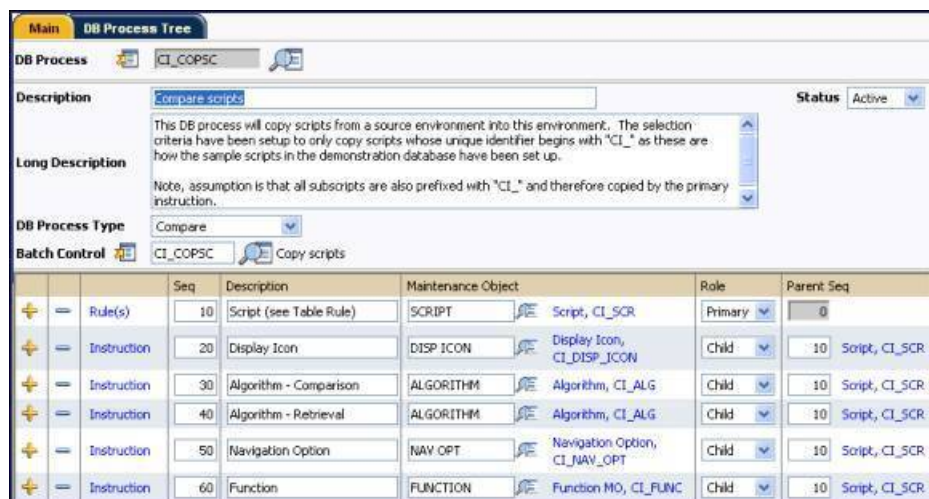 Main DB Process Tree
DB Process CI_COPSC
Description Compare scripts Status Active
This DB process will copy scripts from a source environment into this environment. The selection
criteria have been setup to only copy scripts whose unique identifier begins with "CI_" as these are
Long Description how the sample scripts in the demonstration database have been set up.
Note, assumption is that all subscripts are also prefixed with "CI_" and therefore copied by the primary
instruction.
DB Process Type Compare
Batch Control CI_COPSC Copy scripts
Seq Description Maintenance Object Role Parent Seq
Rule(s) 10 Script (see Table Rule) SCRIPT Script, CI_SCR Primary 0
Instruction 20 Display Icon DISP ICON Display Icon, CI_DISP_ICON Child 10 Script, CI_SCR
Instruction 30 Algorithm - Comparison ALGORITHM Algorithm, CI_ALG Child 10 Script, CI_SCR
Instruction 40 Algorithm - Retrieval ALGORITHM Algorithm, CI_ALG Child 10 Script, CI_SCR
Instruction 50 Navigation Option NAV OPT Navigation Option, CI_NAV_OPT Child 10 Script, CI_SCR
Instruction 60 Function FUNCTION Function MO, CI_FUNC Child 10 Script, CI_SCR